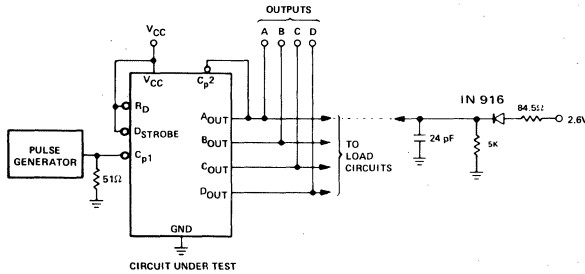 OUTPUTS
A B C D
VCC
VCC
Cp2
RD
DSTROBE
Cp1
AOUT
BOUT
COUT
DOUT
GND
PULSE
GENERATOR
51Ω
TO
LOAD
CIRCUITS
IN 916
84.5Ω
2.6V
24 pF
5K
CIRCUIT UNDER TEST